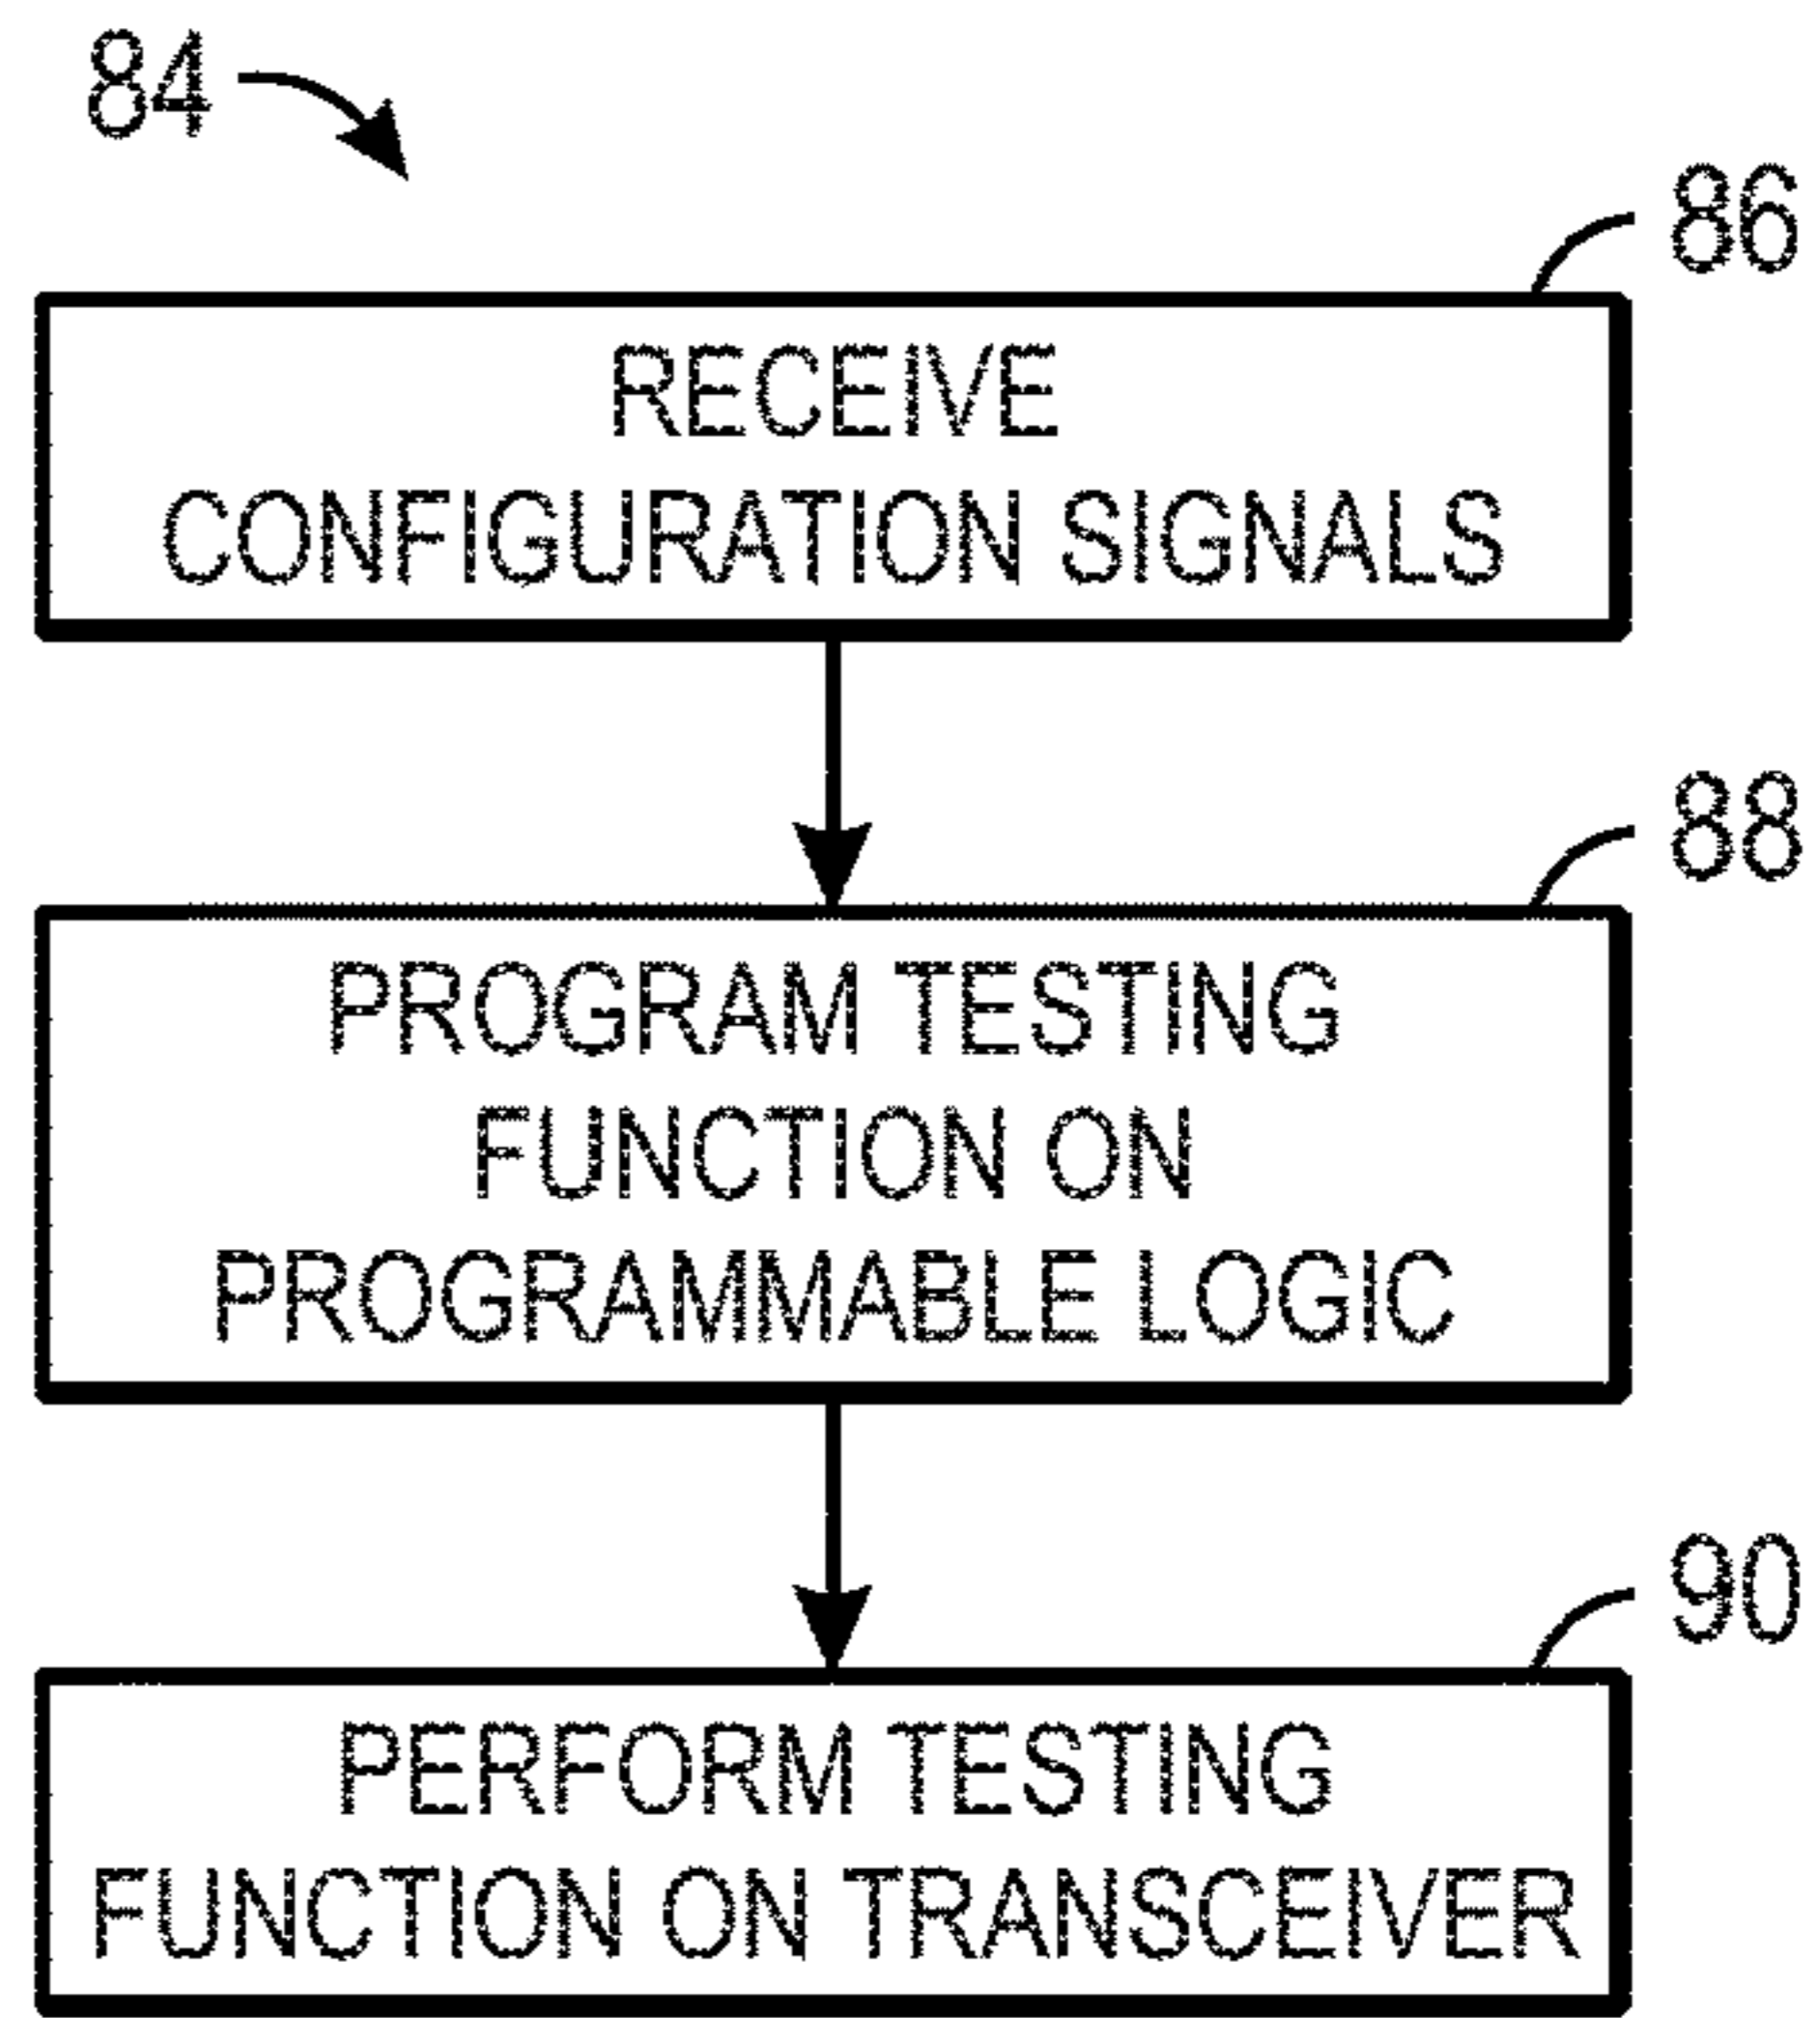 84
86
RECEIVE
CONFIGURATION SIGNALS
88
PROGRAM TESTING
FUNCTION ON
PROGRAMMABLE LOGIC
90
PERFORM TESTING
FUNCTION ON TRANSCEIVER